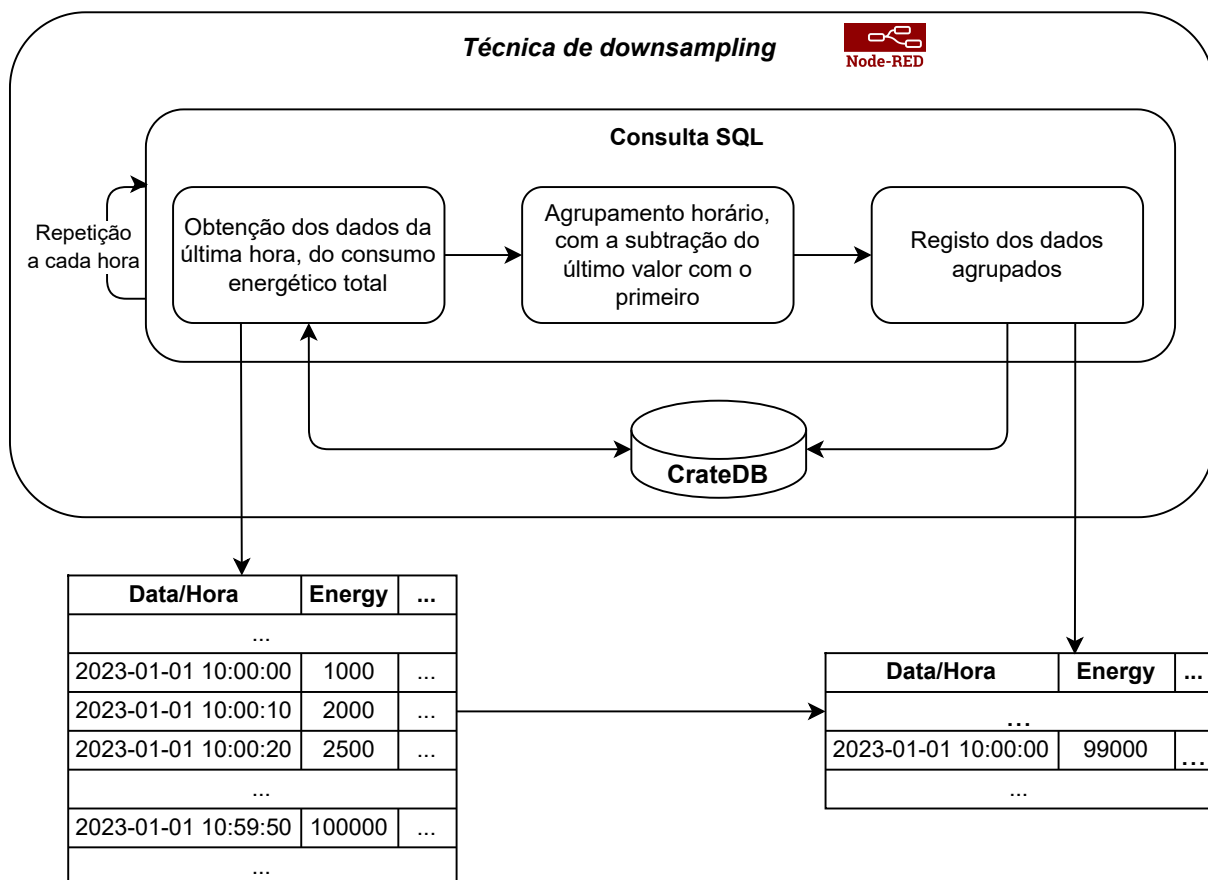 Técnica de downsampling
Node-RED
Consulta SQL
Repetição
a cada hora
Obtenção dos dados da
última hora, do consumo
energético total
Agrupamento horário,
com a subtração do
último valor com o
primeiro
Registo dos dados
agrupados
CrateDB
Data/Hora Energy ...
...
2023-01-01 10:00:00 1000 ...
2023-01-01 10:00:10 2000 ...
2023-01-01 10:00:20 2500 ...
...
2023-01-01 10:59:50 100000 ...
...
Data/Hora Energy ...
...
2023-01-01 10:00:00 99000 ...
...